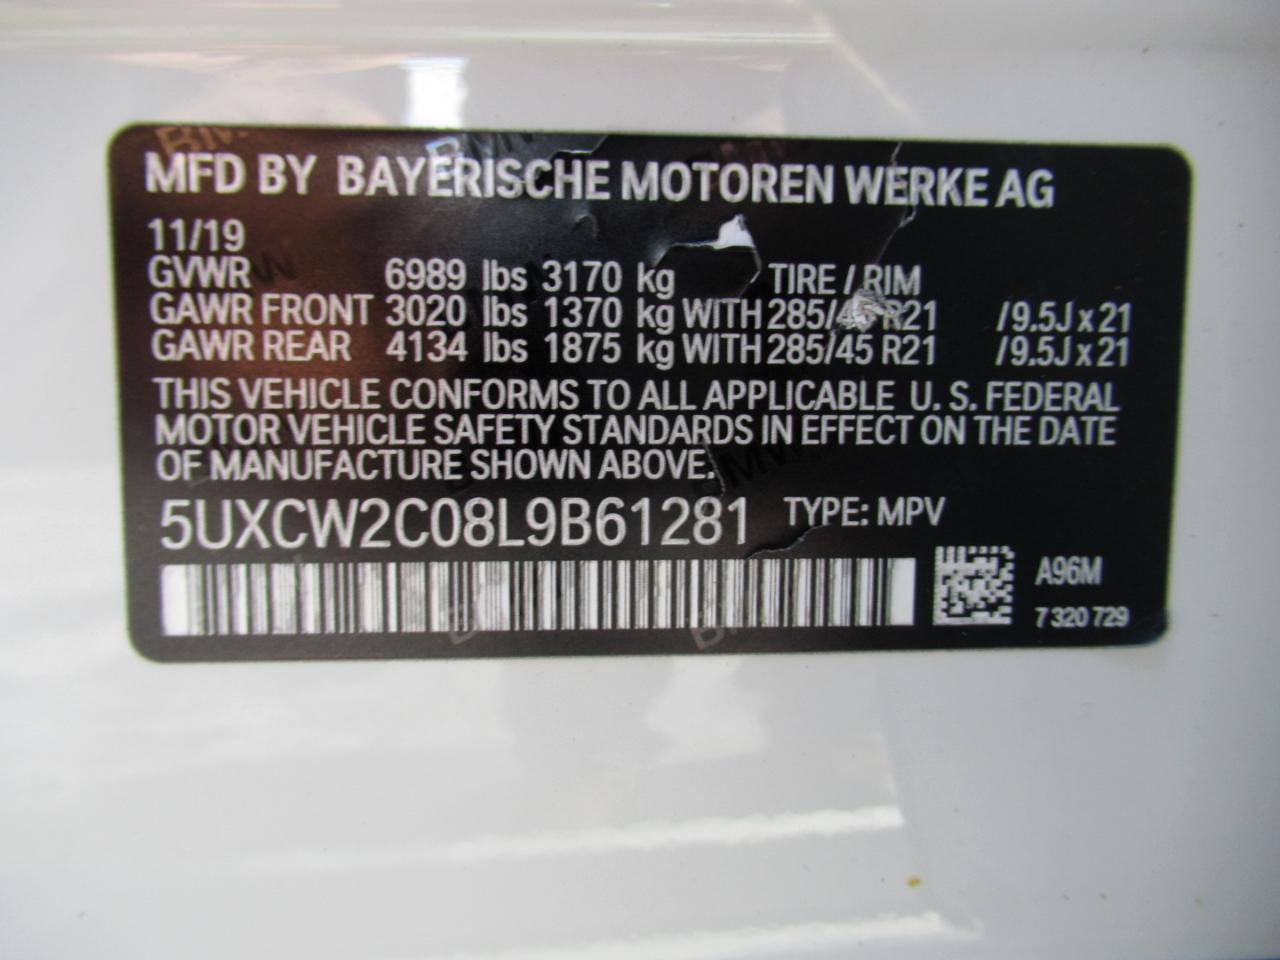 MFD BY BAYERISCHE MOTOREN WERKE AG
11/19
GVWR 6989 lbs 3170 kg TIRE / RIM
GAWR FRONT 3020 lbs 1370 kg WITH 285/ R21 /9.5J x 21
GAWR REAR 4134 lbs 1875 kg WITH 285/45 R21 /9.5J x 21
THIS VEHICLE CONFORMS TO ALL APPLICABLE U. S. FEDERAL
MOTOR VEHICLE SAFETY STANDARDS IN EFFECT ON THE DATE
OF MANUFACTURE SHOWN ABOVE.
5UXCW2C08L9B61281 TYPE: MPV
A96M
7 320 729